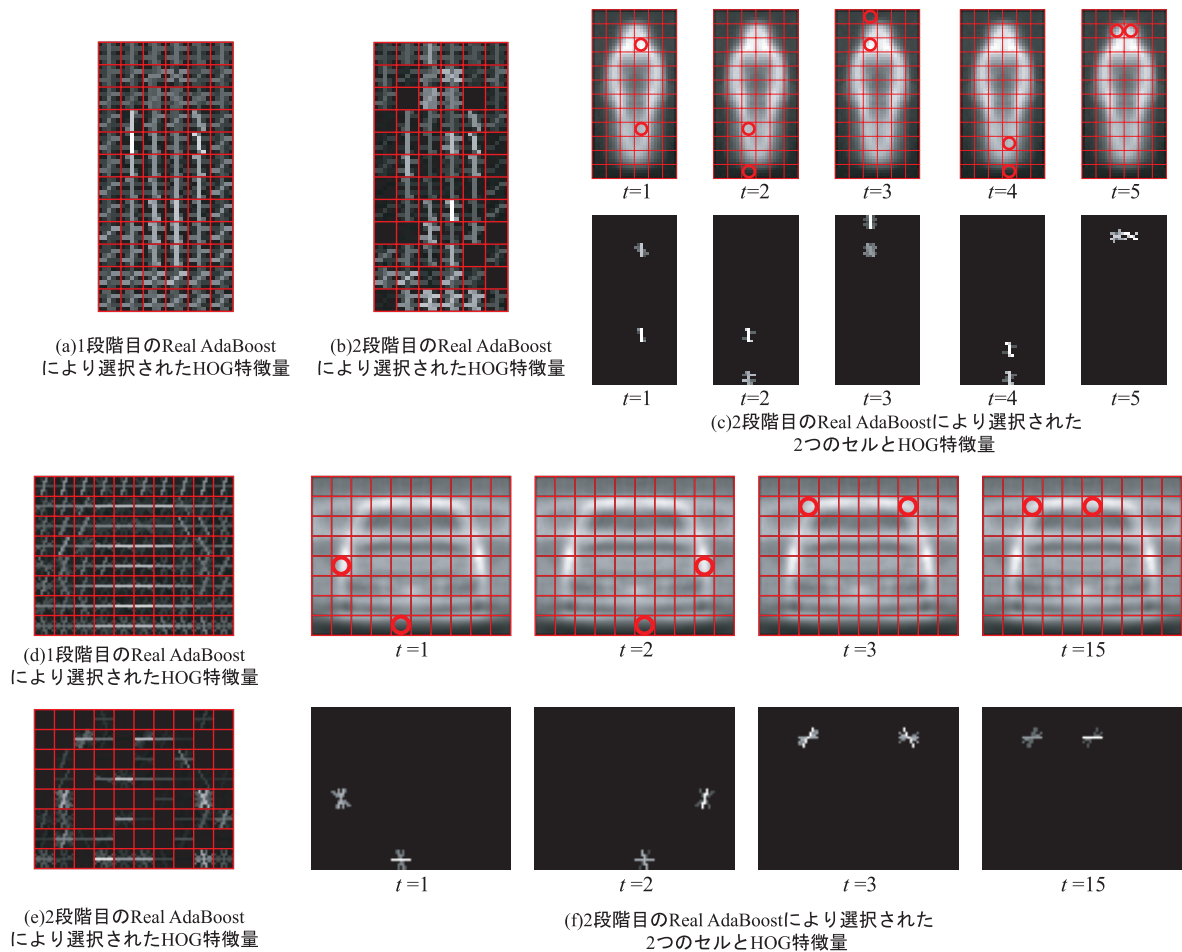 t=1
t=2
t=3
t=4
t=5
(a)1段階目のReal AdaBoost
により選択されたHOG特徴量
(b)2段階目のReal AdaBoost
により選択されたHOG特徴量
t=1
t=2
t=3
t=4
t=5
(c)2段階目のReal AdaBoostにより選択された
2つのセルとHOG特徴量
(d)1段階目のReal AdaBoost
により選択されたHOG特徴量
t =1
t =2
t =3
t =15
t =1
t =2
t =3
t =15
(e)2段階目のReal AdaBoost
により選択されたHOG特徴量
(f)2段階目のReal AdaBoostにより選択された
2つのセルとHOG特徴量